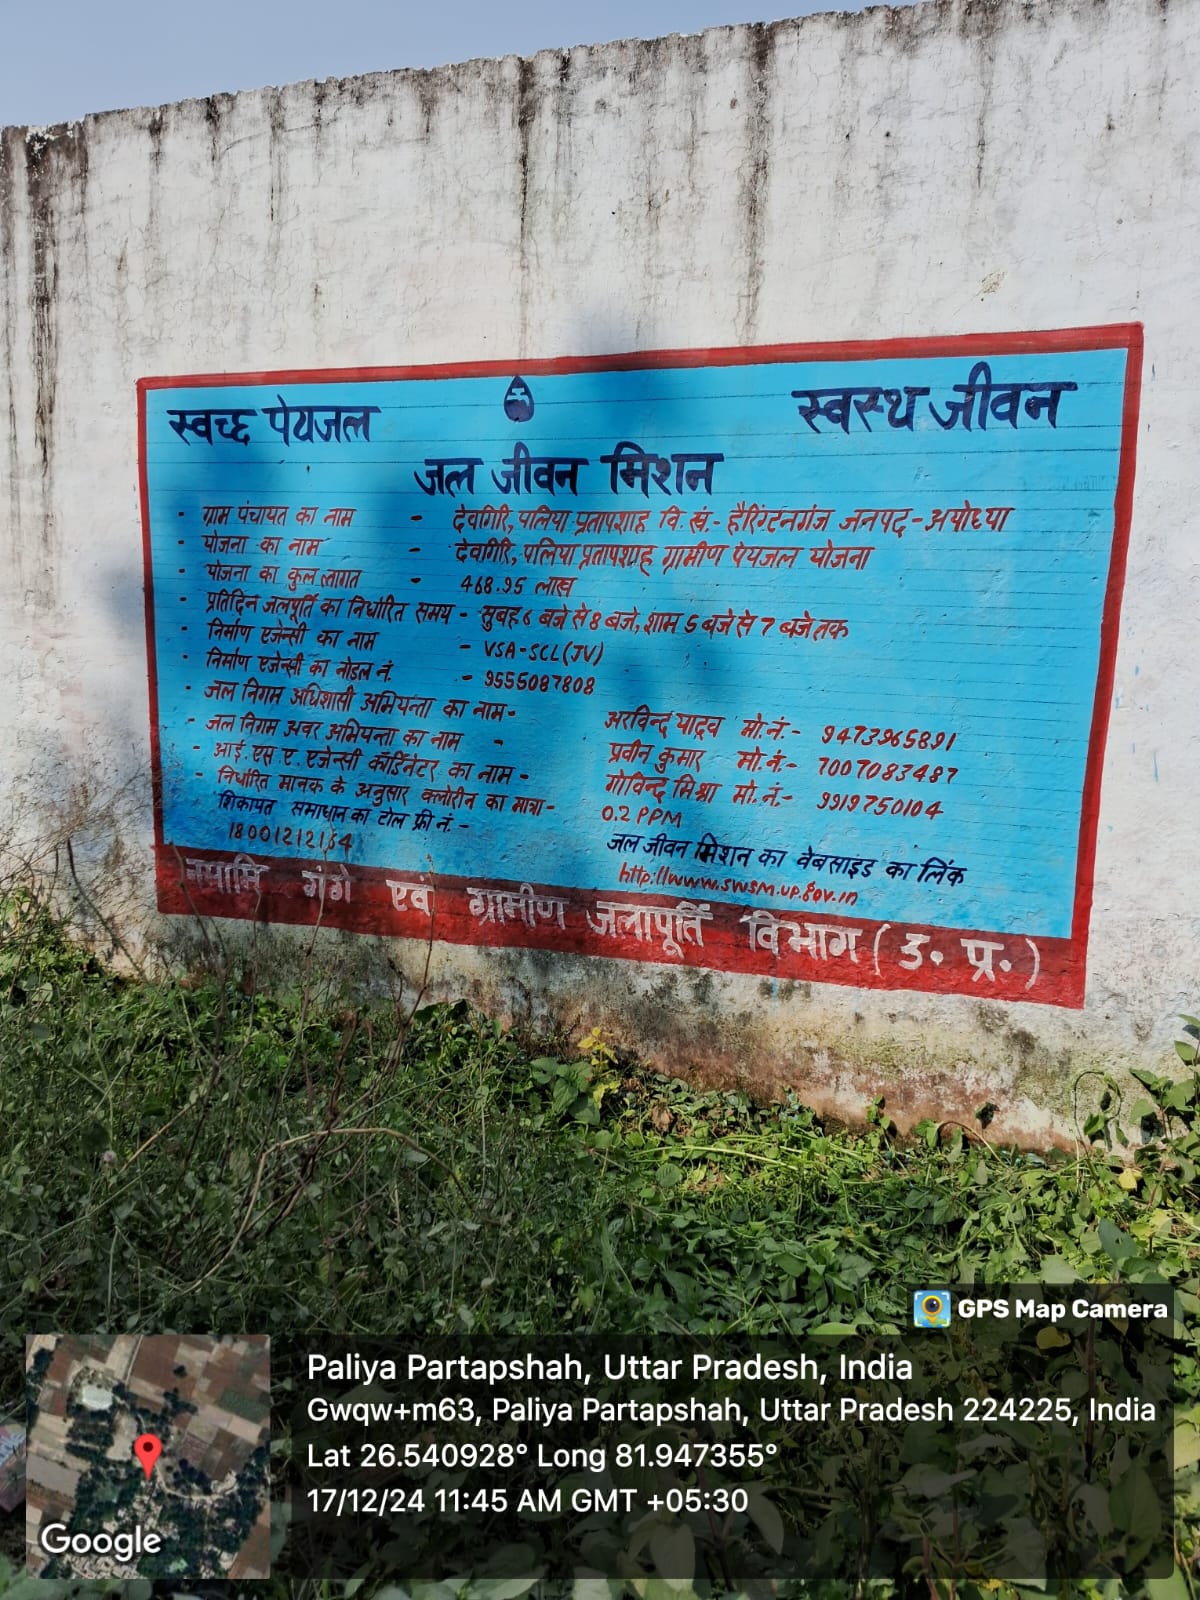 स्वच्छ पेयजल
स्वस्थ जीवन
जल जीवन मिशन
· ग्राम पंचायत का नाम - देवगिरि, पलिया प्रतापशाह वि. खं.- हैरिंग्टनगंज जनपद-अयोध्या
· योजना का नाम - देवगिरि, पलिया प्रतापशाह ग्रामीण पेयजल योजना
· योजना का कुल लागत - 468.95 लाख
· प्रतिदिन जलपूर्ति का निर्धारित समय - सुबह 6 बजे से 8 बजे, शाम 5 बजे से 7 बजे तक
· निर्माण एजेन्सी का नाम - VSA-SCL(JV)
· निर्माण एजेन्सी का नोडल नं. - 9555087808
· जल निगम अधिशासी अभियन्ता का नाम- अरविन्द यादव मो.नं.- 9473965891
- जल निगम अवर अभियन्ता का नाम - प्रवीन कुमार मो.नं.- 7007083487
- आई.एस.ए. एजेन्सी कॉर्डिनेटर का नाम - गोविन्द मिश्रा मो.नं.- 9919750104
- निर्धारित मानक के अनुसार क्लोरीन का मात्रा- 0.2 PPM
शिकायत समाधान का टोल फ्री नं.-
18001212164
जल जीवन मिशन का वेबसाइड का लिंक
http://www.swsm.up.gov.in
नमामि गंगे एवं ग्रामीण जलापूर्ति विभाग (उ. प्र.)
GPS Map Camera
Paliya Partapshah, Uttar Pradesh, India
Gwqw+m63, Paliya Partapshah, Uttar Pradesh 224225, India
Lat 26.540928° Long 81.947355°
17/12/24 11:45 AM GMT +05:30
Google